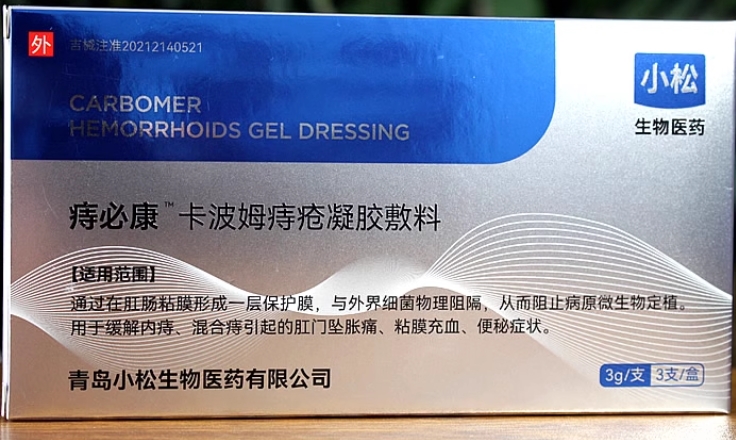 外
吉械注准20212140521
小松
生物医药
CARBOMER
HEMORRHOIDS GEL DRESSING
痔必康™卡波姆痔疮凝胶敷料
【适用范围】
通过在肛肠粘膜形成一层保护膜，与外界细菌物理阻隔，从而阻止病原微生物定植。
用于缓解内痔、混合痔引起的肛门坠胀痛、粘膜充血、便秘症状。
青岛小松生物医药有限公司
3g/支 3支/盒